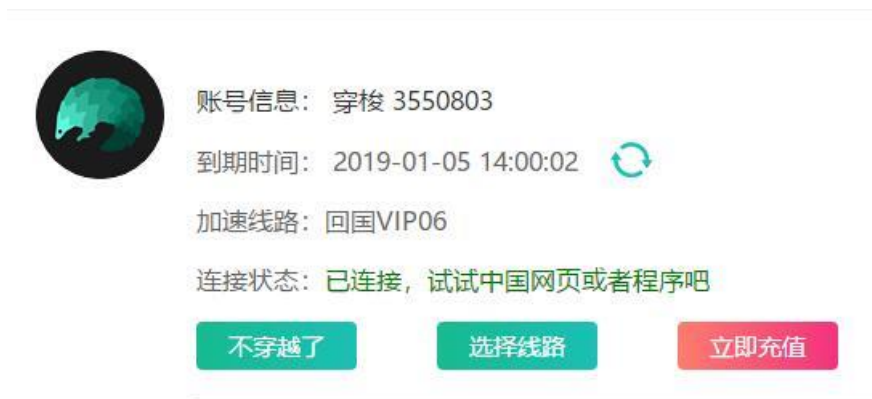 账号信息： 穿梭 3550803
到期时间： 2019-01-05 14:00:02
加速线路：回国VIP06
连接状态：已连接，试试中国网页或者程序吧
不穿越了 选择线路 立即充值